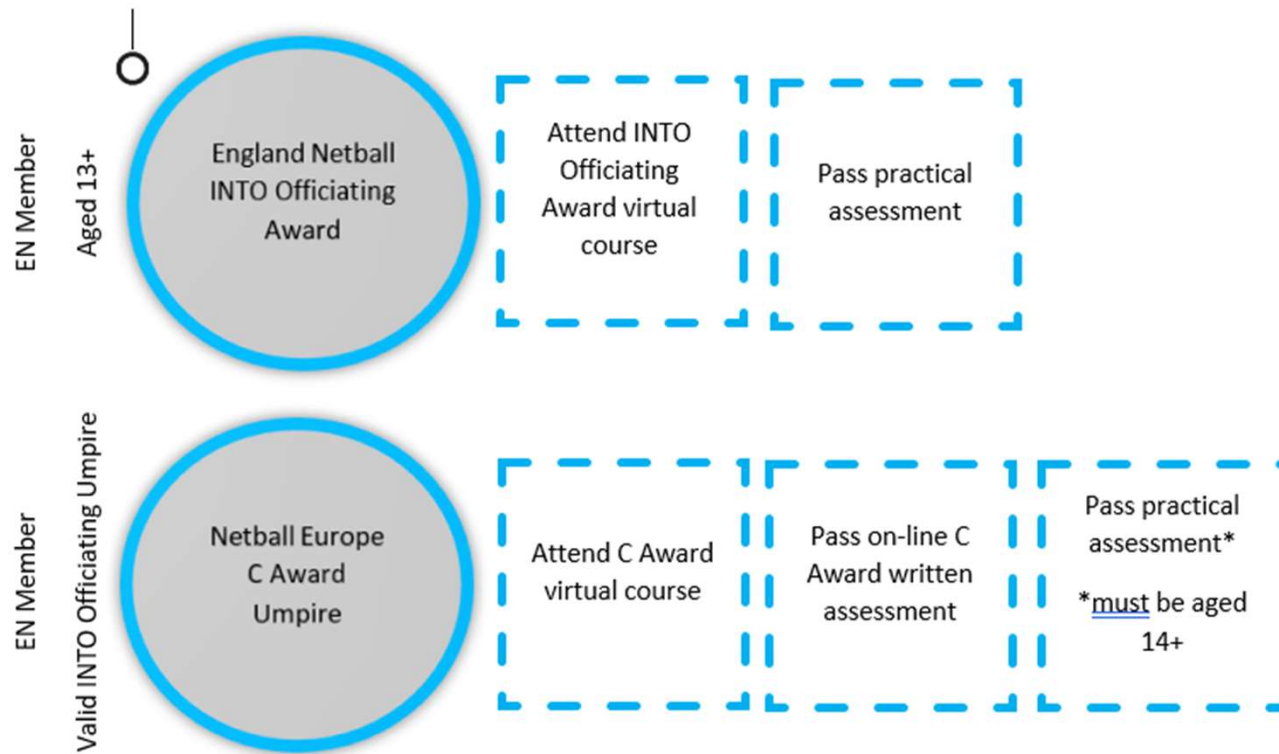 EN Member
Aged 13+
England Netball
INTO Officiating
Award
Attend INTO
Officiating
Award virtual
course
Pass practical
assessment
EN Member
Valid INTO Officiating Umpire
Netball Europe
C Award
Umpire
Attend C Award
virtual course
Pass on-line C
Award written
assessment
Pass practical
assessment*
*must be aged
14+